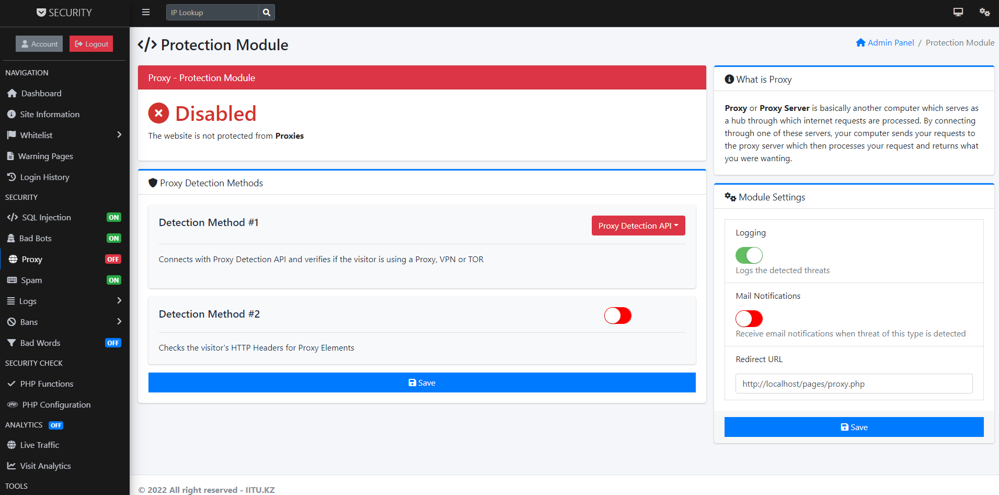 SECURITY
IP Lookup
Account
Logout
NAVIGATION
Dashboard
Site Information
Whitelist
Warning Pages
Login History
SECURITY
SQL Injection ON
Bad Bots ON
Proxy OFF
Spam ON
Logs
Bans
Bad Words OFF
SECURITY CHECK
PHP Functions
php PHP Configuration
ANALYTICS OFF
Live Traffic
Visit Analytics
TOOLS
</> Protection Module
Admin Panel / Protection Module
Proxy - Protection Module
Disabled
The website is not protected from Proxies
Proxy Detection Methods
Detection Method #1
Proxy Detection API
Connects with Proxy Detection API and verifies if the visitor is using a Proxy, VPN or TOR
Detection Method #2
Checks the visitor's HTTP Headers for Proxy Elements
Save
What is Proxy
Proxy or Proxy Server is basically another computer which serves as
a hub through which internet requests are processed. By connecting
through one of these servers, your computer sends your requests to
the proxy server which then processes your request and returns what
you were wanting.
Module Settings
Logging
Logs the detected threats
Mail Notifications
Receive email notifications when threat of this type is detected
Redirect URL
http://localhost/pages/proxy.php
Save
© 2022 All right reserved - IITU.KZ